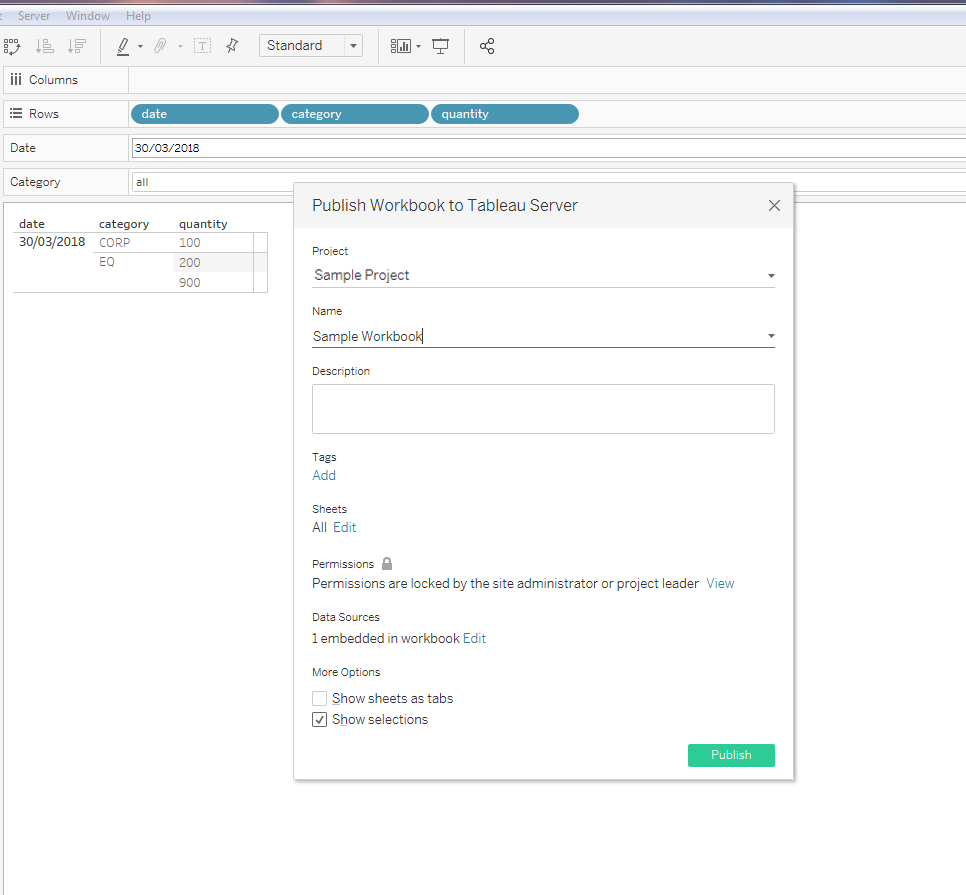 Server Window Help
Standard
Columns
Rows date category quantity
Date 30/03/2018
Category all
date category quantity
30/03/2018 CORP 100
EQ 200
900
Publish Workbook to Tableau Server
Project
Sample Project
Name
Sample Workbook
Description
Tags
Add
Sheets
All Edit
Permissions
Permissions are locked by the site administrator or project leader View
Data Sources
1 embedded in workbook Edit
More Options
Show sheets as tabs
Show selections
Publish